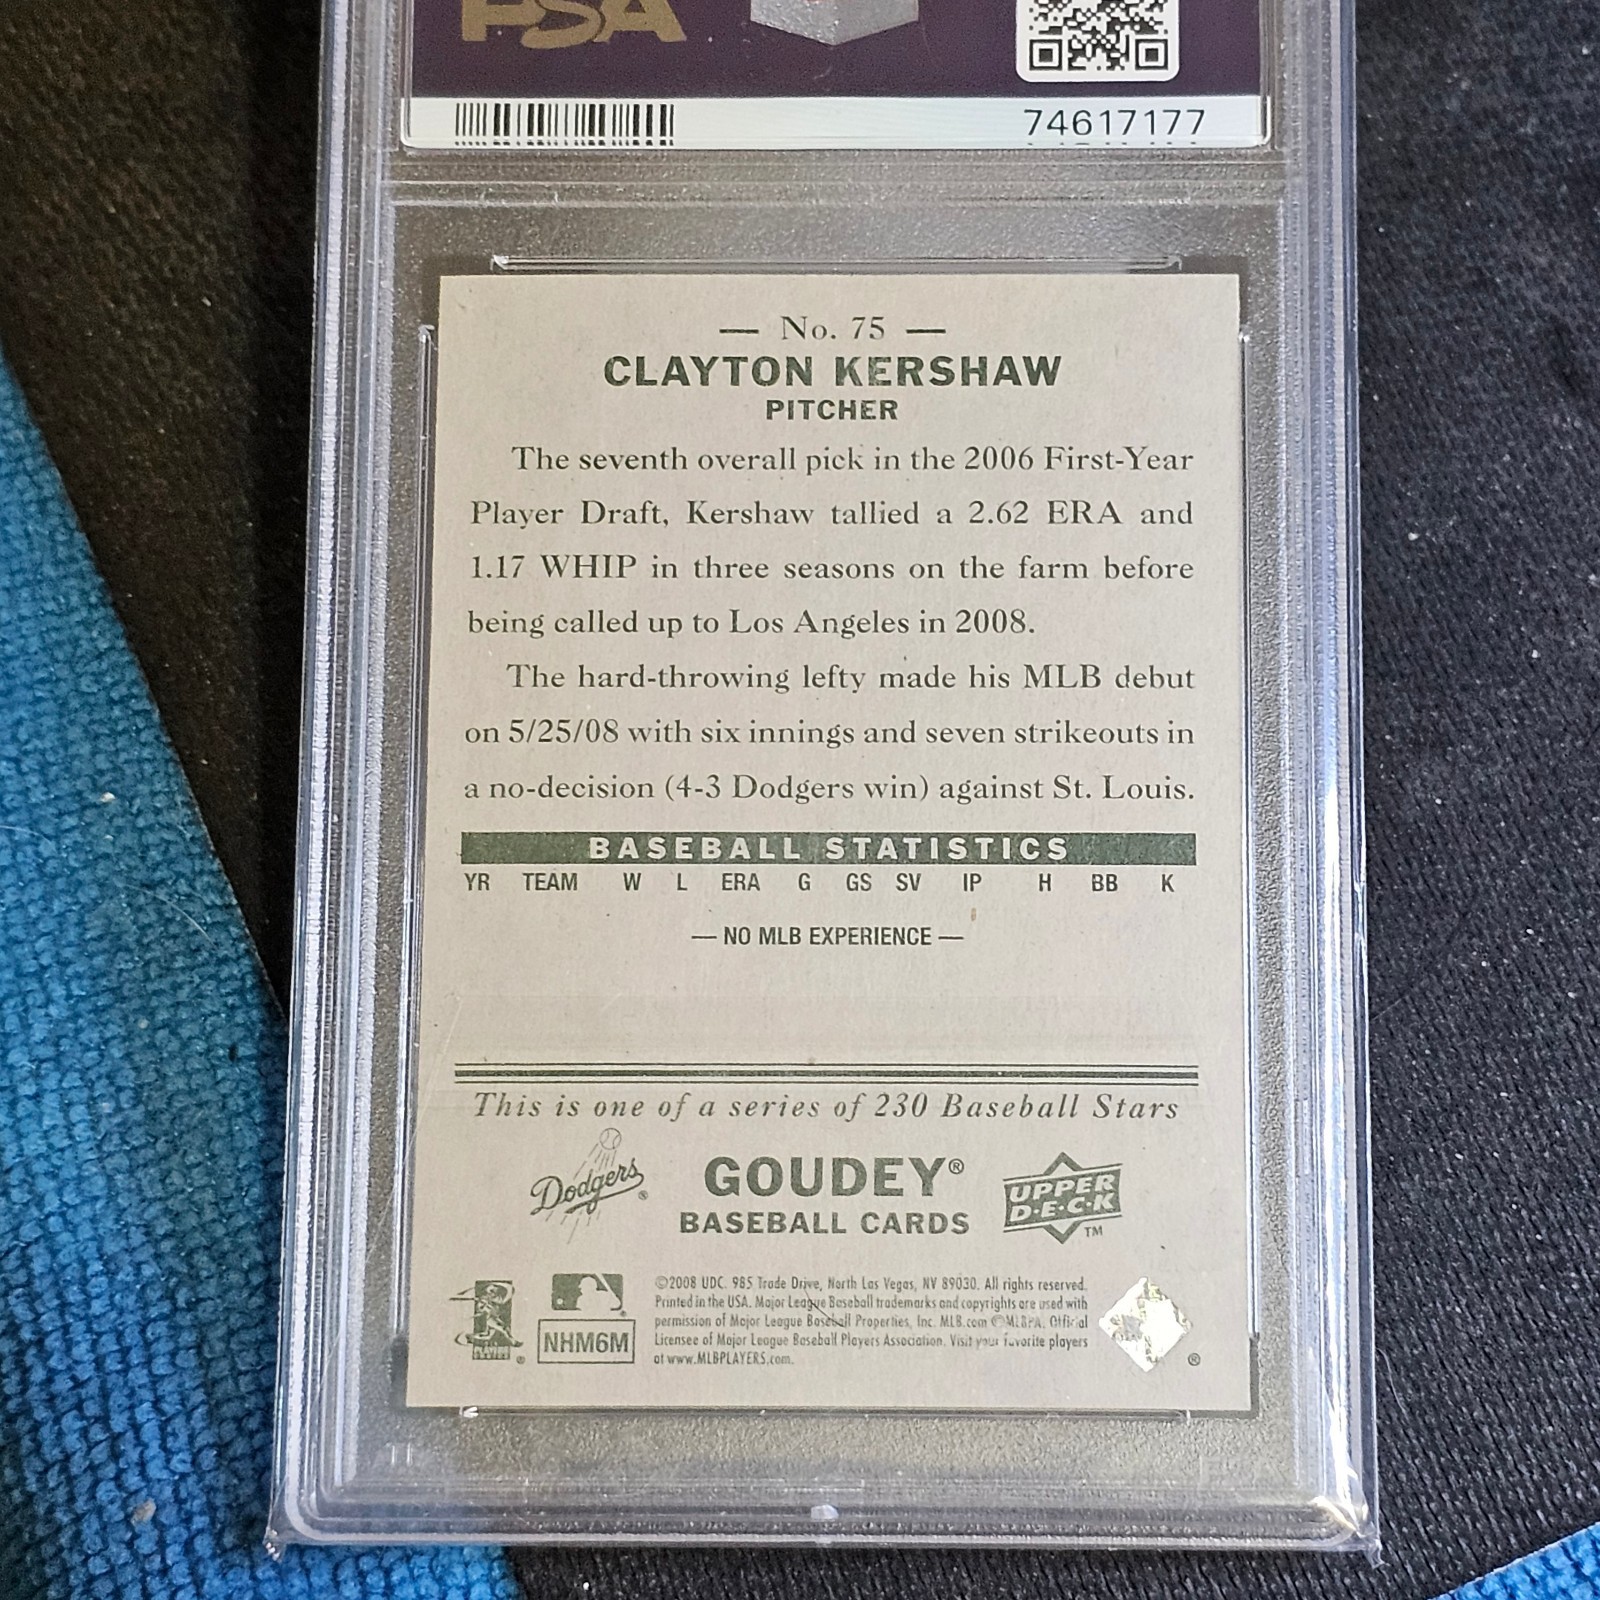 PSA
74617177
— No. 75 —
CLAYTON KERSHAW
PITCHER
The seventh overall pick in the 2006 First-Year
Player Draft, Kershaw tallied a 2.62 ERA and
1.17 WHIP in three seasons on the farm before
being called up to Los Angeles in 2008.
The hard-throwing lefty made his MLB debut
on 5/25/08 with six innings and seven strikeouts in
a no-decision (4-3 Dodgers win) against St. Louis.
BASEBALL STATISTICS
YR TEAM W L ERA G GS SV IP H BB K
— NO MLB EXPERIENCE —
This is one of a series of 230 Baseball Stars
Dodgers®
GOUDEY®
BASEBALL CARDS
UPPER
D·E·C·K
TM
NHM6M
©2008 UDC. 985 Trade Drive, North Las Vegas, NV 89030. All rights reserved.
Printed in the USA. Major League Baseball trademarks and copyrights are used with
permission of Major League Baseball Properties, Inc. MLB.com ©MLBPA. Official
Licensee of Major League Baseball Players Association. Visit your favorite players
at www.MLBPLAYERS.com.